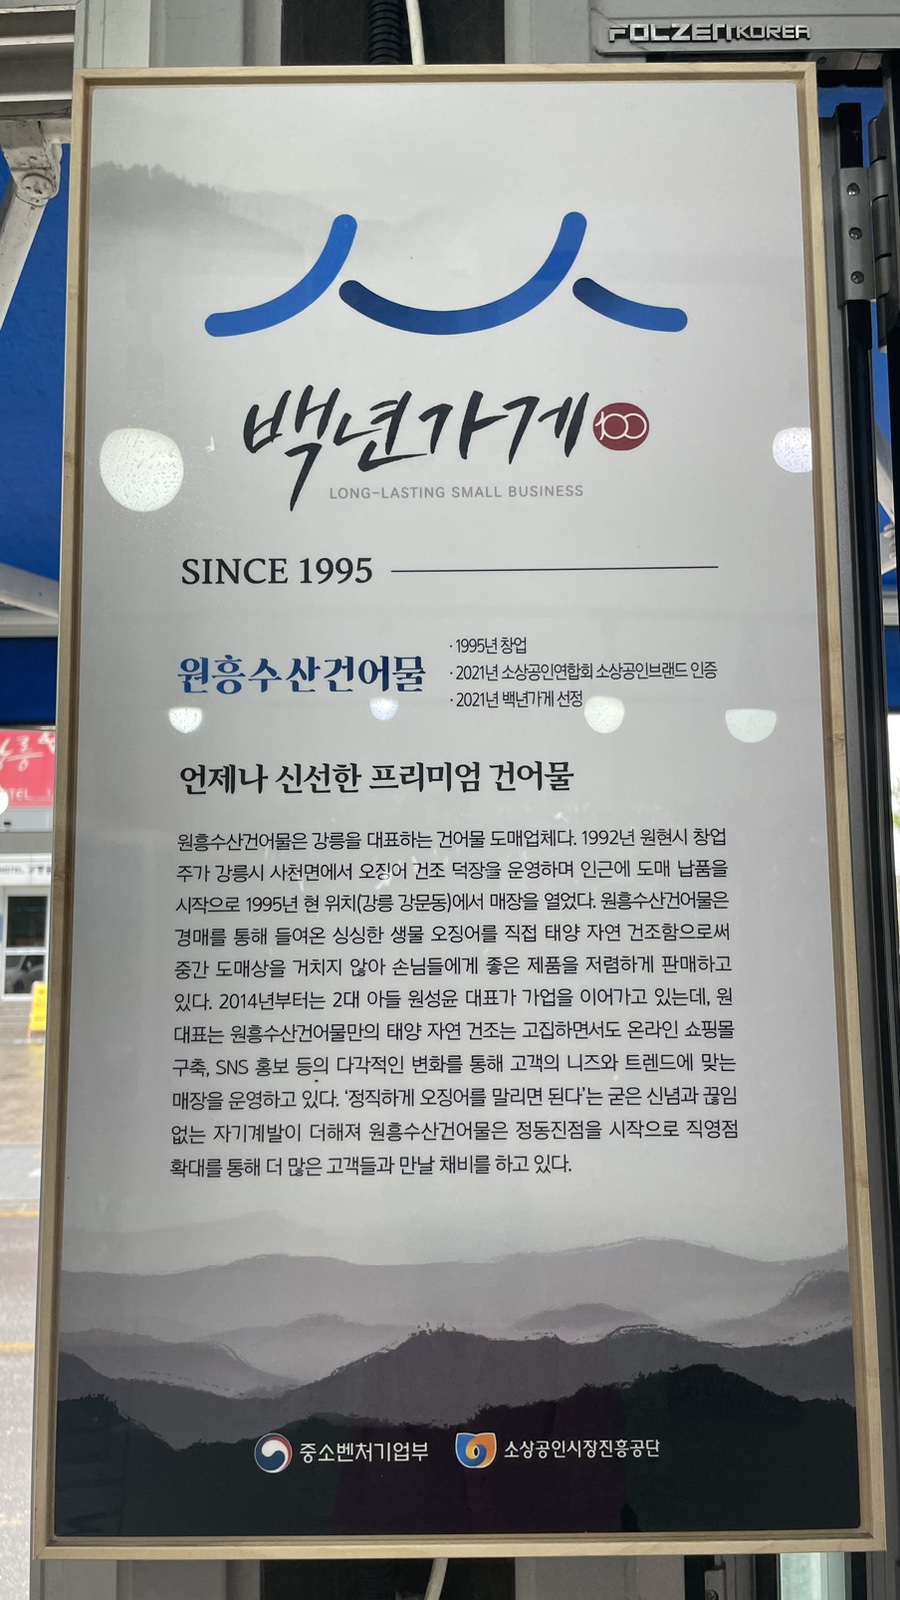 FOLZEN KOREA
백년가게 100
LONG-LASTING SMALL BUSINESS
SINCE 1995
원흥수산건어물
· 1995년 창업
· 2021년 소상공인연합회 소상공인브랜드 인증
· 2021년 백년가게 선정
언제나 신선한 프리미엄 건어물
원흥수산건어물은 강릉을 대표하는 건어물 도매업체다. 1992년 원현시 창업
주가 강릉시 사천면에서 오징어 건조 덕장을 운영하며 인근에 도매 납품을
시작으로 1995년 현 위치(강릉 강문동)에서 매장을 열었다. 원흥수산건어물은
경매를 통해 들여온 싱싱한 생물 오징어를 직접 태양 자연 건조함으로써
중간 도매상을 거치지 않아 손님들에게 좋은 제품을 저렴하게 판매하고
있다. 2014년부터는 2대 아들 원성윤 대표가 가업을 이어가고 있는데, 원
대표는 원흥수산건어물만의 태양 자연 건조는 고집하면서도 온라인 쇼핑몰
구축, SNS 홍보 등의 다각적인 변화를 통해 고객의 니즈와 트렌드에 맞는
매장을 운영하고 있다. ‘정직하게 오징어를 말리면 된다’는 굳은 신념과 끊임
없는 자기계발이 더해져 원흥수산건어물은 정동진점을 시작으로 직영점
확대를 통해 더 많은 고객들과 만날 채비를 하고 있다.
중소벤처기업부
소상공인시장진흥공단